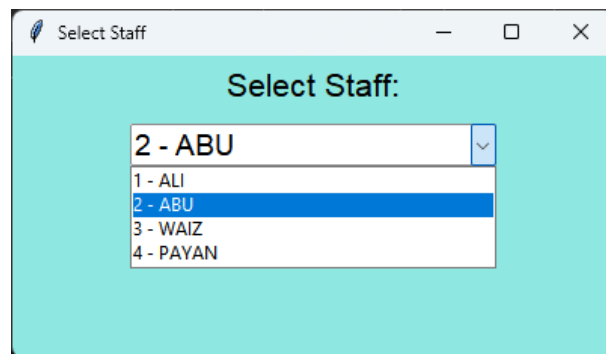 Select Staff
Select Staff:
2 - ABU
1 - ALI
2 - ABU
3 - WAIZ
4 - PAYAN